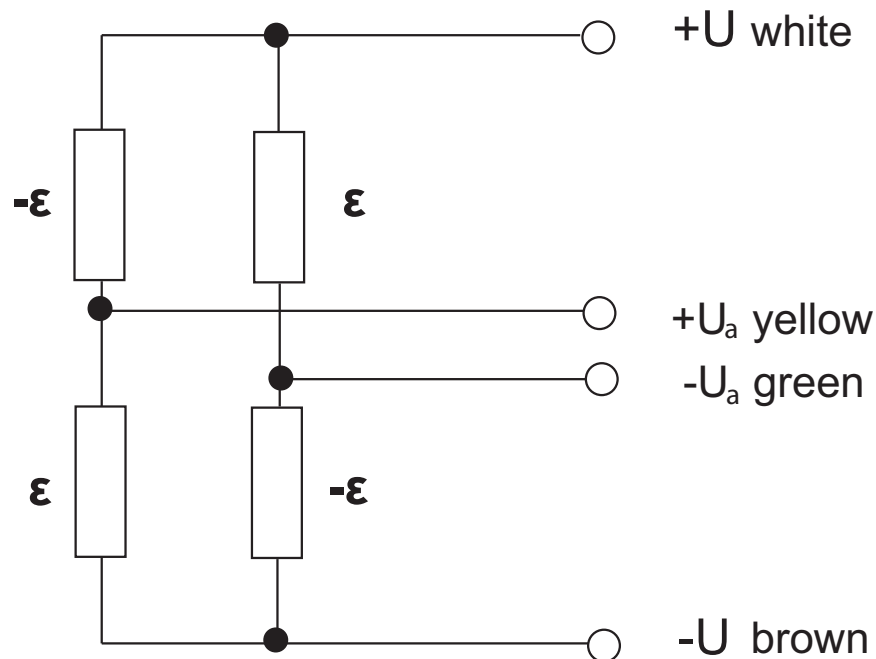 +U white
-ε ε
+Ua yellow
-Ua green
ε -ε
-U brown